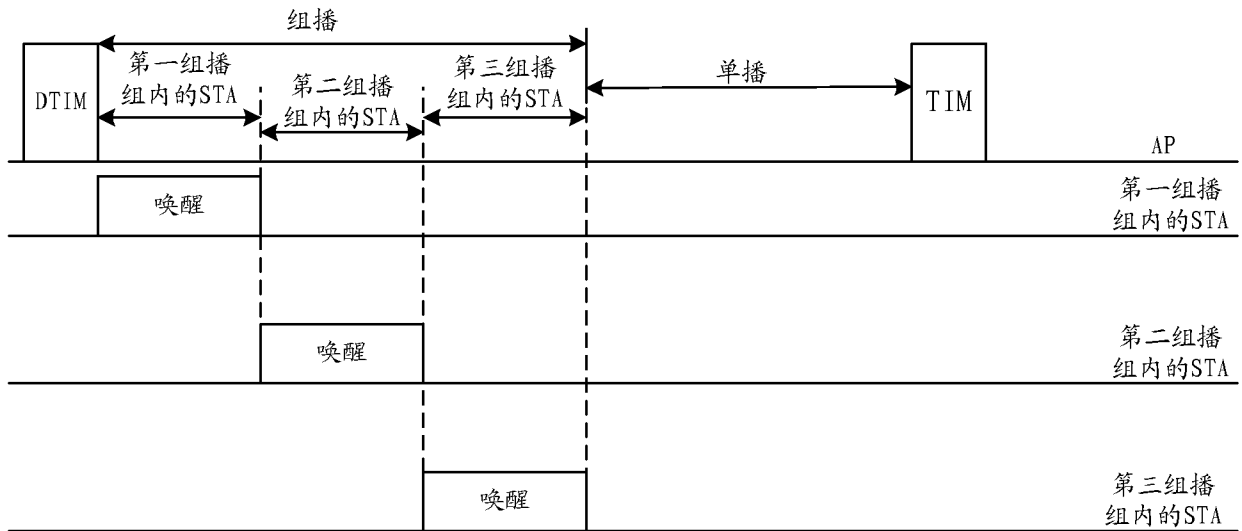 组播
DTIM
第一组播
组内的STA
第二组播
组内的STA
第三组播
组内的STA
单播
TIM
AP
唤醒
第一组播
组内的STA
唤醒
第二组播
组内的STA
唤醒
第三组播
组内的STA